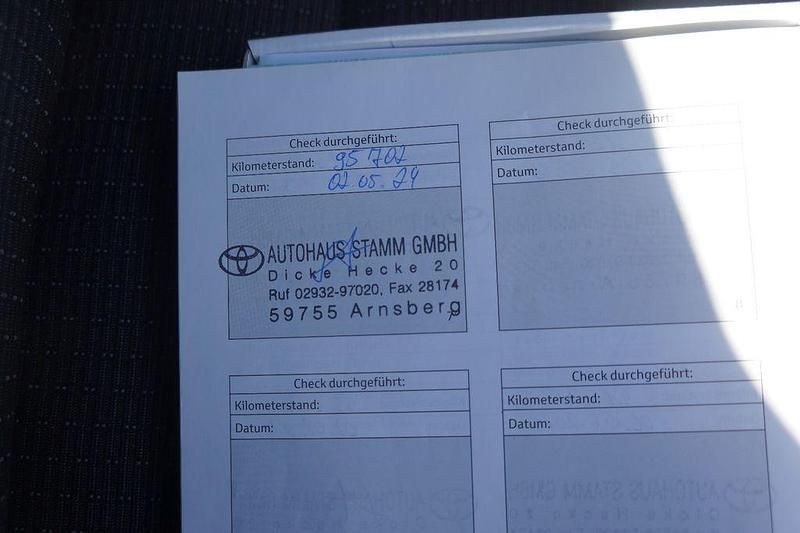 Check durchgeführt:
Kilometerstand: 95 702
Datum: 02.05.24
AUTOHAUS STAMM GMBH
Dicke Hecke 20
Ruf 02932-97020, Fax 28174
59755 Arnsberg
Check durchgeführt:
Kilometerstand:
Datum:
Check durchgeführt:
Kilometerstand:
Datum:
Check durchgeführt:
Kilometerstand:
Datum: